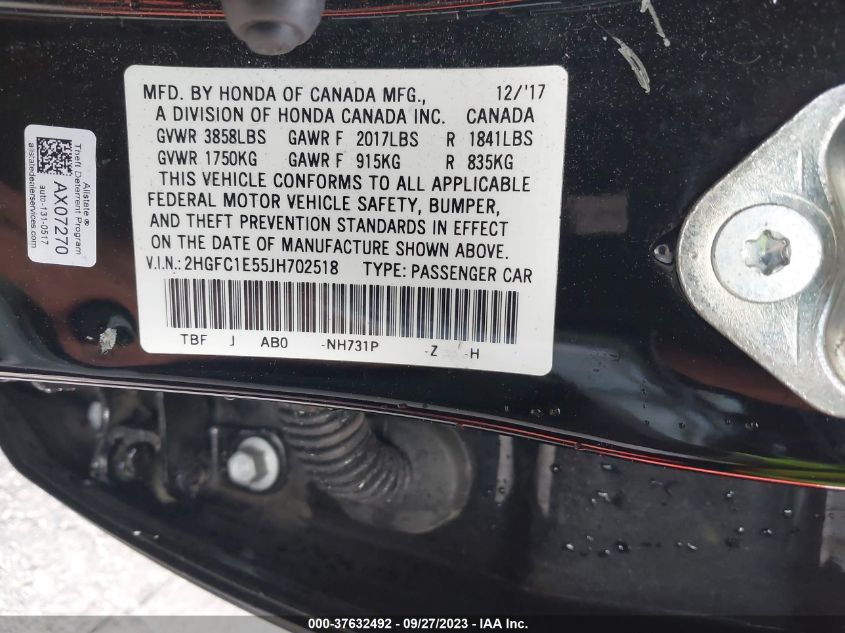 MFD. BY HONDA OF CANADA MFG., 12/'17
A DIVISION OF HONDA CANADA INC. CANADA
GVWR 3858LBS GAWR F 2017LBS R 1841LBS
GVWR 1750KG GAWR F 915KG R 835KG
THIS VEHICLE CONFORMS TO ALL APPLICABLE
FEDERAL MOTOR VEHICLE SAFETY, BUMPER,
AND THEFT PREVENTION STANDARDS IN EFFECT
ON THE DATE OF MANUFACTURE SHOWN ABOVE.
V.I.N.: 2HGFC1E55JH702518 TYPE: PASSENGER CAR
TBF J AB0 -NH731P -Z -H
Allstate ®
Theft Deterrent Program
AX07270
auto-131-0517
allstatedealerservices.com
000-37632492 - 09/27/2023 - IAA Inc.